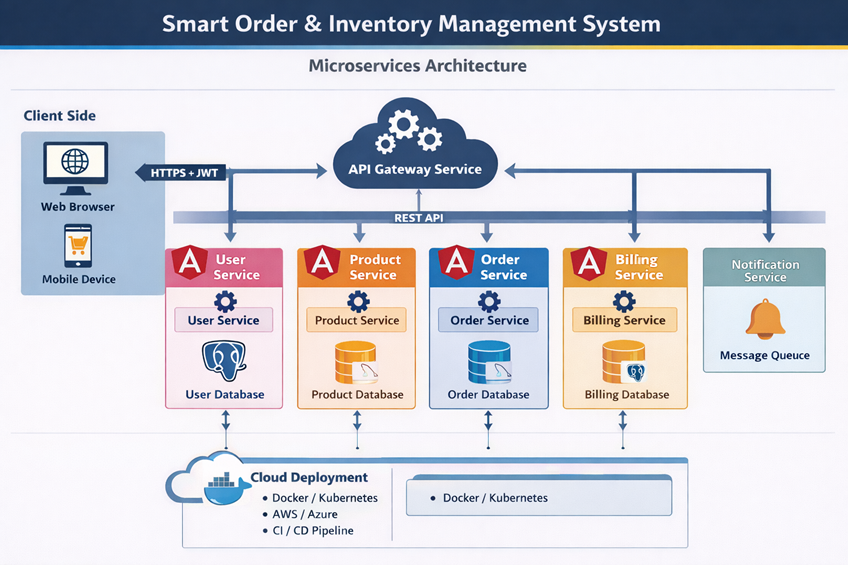 Smart Order & Inventory Management System
Microservices Architecture
Client Side
Web Browser
Mobile Device
HTTPS + JWT
API Gateway Service
REST API
A User
Service
User Service
User Database
A Product
Service
Product Service
Product Database
A Order
Service
Order Service
Order Database
A Billing
Service
Billing Service
Billing Database
Notification
Service
Message Queuce
Cloud Deployment
• Docker / Kubernetes
• AWS / Azure
• CI / CD Pipeline
• Docker / Kubernetes